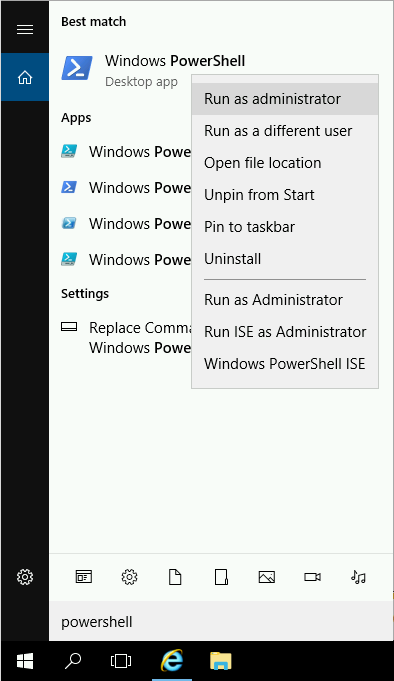 Best match
Windows PowerShell
Desktop app
Run as administrator
Run as a different user
Open file location
Unpin from Start
Pin to taskbar
Uninstall
Run as Administrator
Run ISE as Administrator
Windows PowerShell ISE
Apps
Windows Powe
Windows Powe
Windows Powe
Windows Powe
Settings
Replace Comma
Windows Powe
powershell